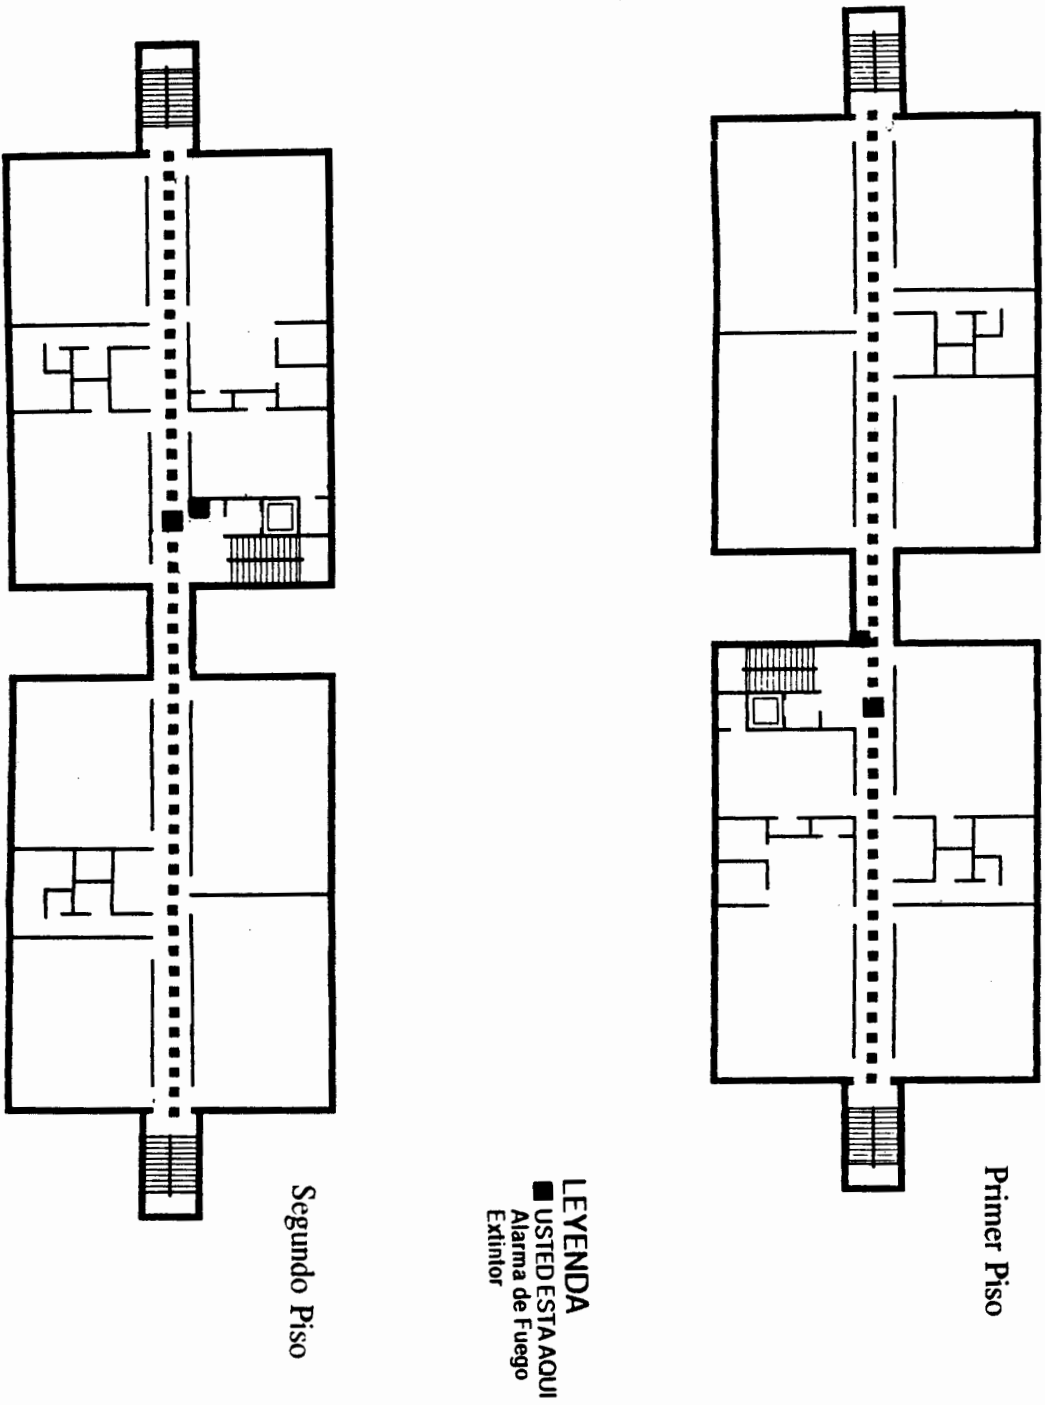 Primer Piso
LEYENDA
USTED ESTA AQUI
Alarma de Fuego
Extintor
Segundo Piso